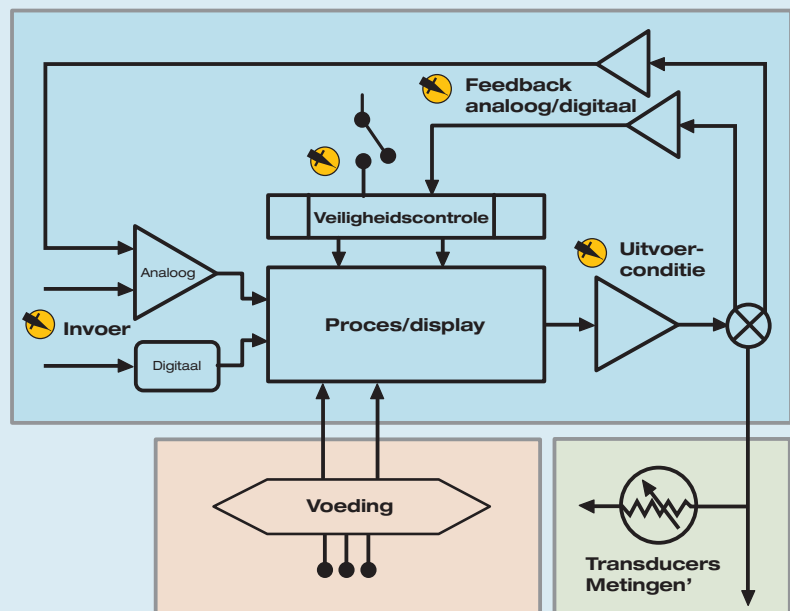 Feedback
analoog/digitaal
Veiligheidscontrole
Uitvoer-
conditie
Analoog
Invoer
Proces/display
Digitaal
Voeding
Transducers
Metingen’